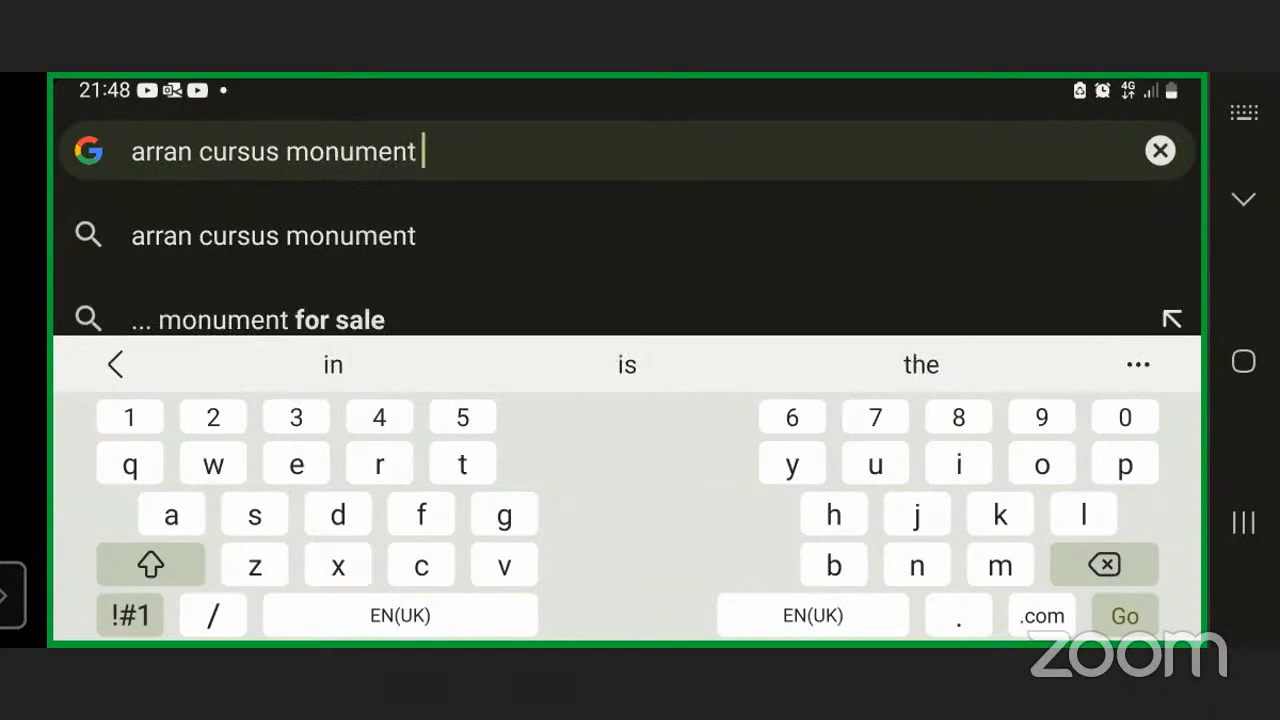 21:48
4G
arran cursus monument
arran cursus monument
... monument for sale
in is the
1 2 3 4 5 6 7 8 9 0
q w e r t y u i o p
a s d f g h j k l
z x c v b n m
!#1 / EN(UK) EN(UK) . .com Go
zoom